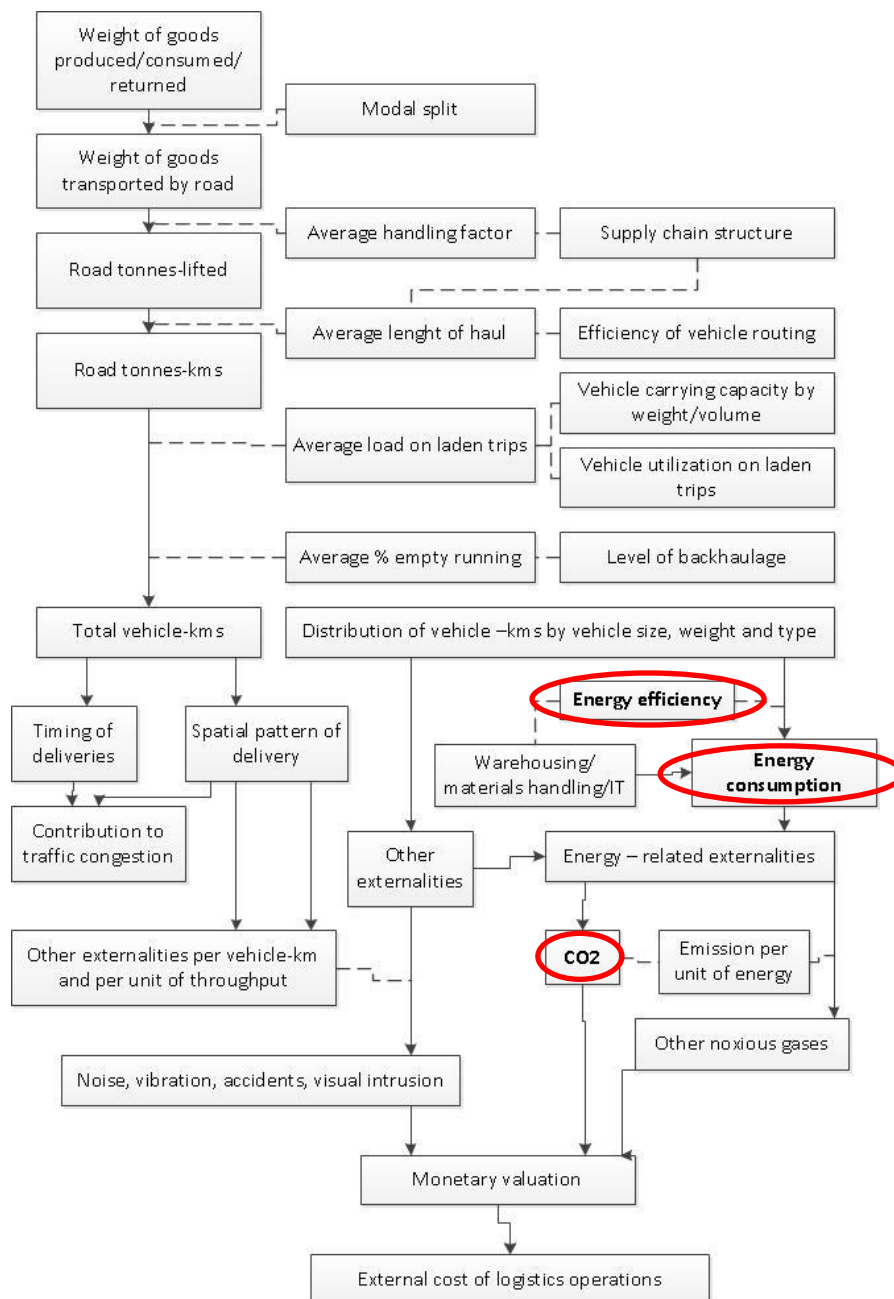 Weight of goods
produced/consumed/
returned
Modal split
Weight of goods
transported by road
Average handling factor
Supply chain structure
Road tonnes-lifted
Average lenght of haul
Efficiency of vehicle routing
Road tonnes-kms
Vehicle carrying capacity by
weight/volume
Average load on laden trips
Vehicle utilization on laden
trips
Average % empty running
Level of backhaulage
Total vehicle-kms
Distribution of vehicle –kms by vehicle size, weight and type
Energy efficiency
Timing of
deliveries
Spatial pattern of
delivery
Warehousing/
materials handling/IT
Energy
consumption
Contribution to
traffic congestion
Other
externalities
Energy – related externalities
Other externalities per vehicle-km
and per unit of throughput
CO2
Emission per
unit of energy
Other noxious gases
Noise, vibration, accidents, visual intrusion
Monetary valuation
External cost of logistics operations